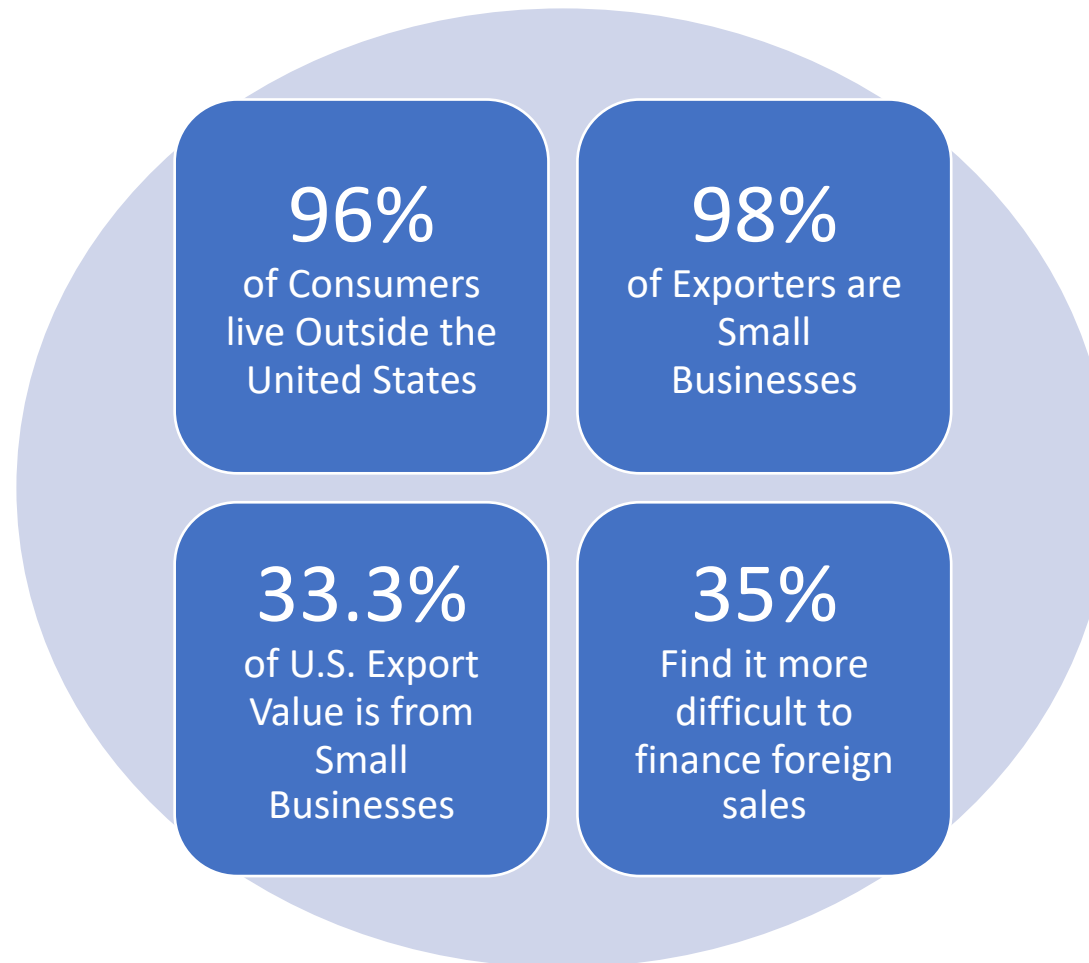 96%
of Consumers
live Outside the
United States
98%
of Exporters are
Small
Businesses
33.3%
of U.S. Export
Value is from
Small
Businesses
35%
Find it more
difficult to
finance foreign
sales